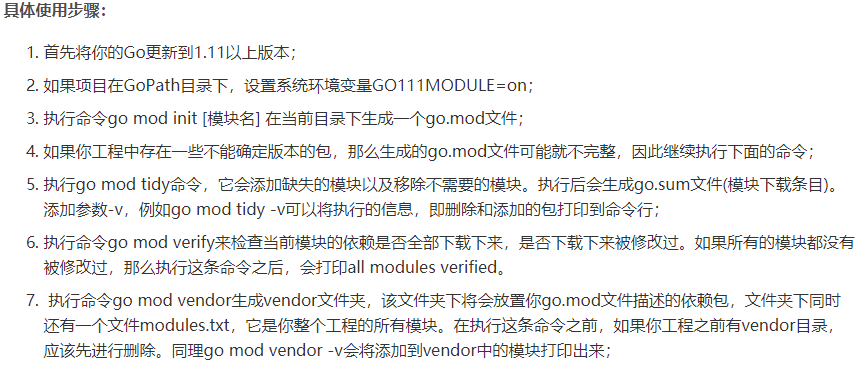 具体使用步骤：
1. 首先将你的Go更新到1.11以上版本；
2. 如果项目在GoPath目录下，设置系统环境变量GO111MODULE=on；
3. 执行命令go mod init [模块名] 在当前目录下生成一个go.mod文件；
4. 如果你工程中存在一些不能确定版本的包，那么生成的go.mod文件可能就不完整，因此继续执行下面的命令；
5. 执行go mod tidy命令，它会添加缺失的模块以及移除不需要的模块。执行后会生成go.sum文件(模块下载条目)。
添加参数-v，例如go mod tidy -v可以将执行的信息，即删除和添加的包打印到命令行；
6. 执行命令go mod verify来检查当前模块的依赖是否全部下载下来，是否下载下来被修改过。如果所有的模块都没有
被修改过，那么执行这条命令之后，会打印all modules verified。
7. 执行命令go mod vendor生成vendor文件夹，该文件夹下将会放置你go.mod文件描述的依赖包，文件夹下同时
还有一个文件modules.txt，它是你整个工程的所有模块。在执行这条命令之前，如果你工程之前有vendor目录，
应该先进行删除。同理go mod vendor -v会将添加到vendor中的模块打印出来；